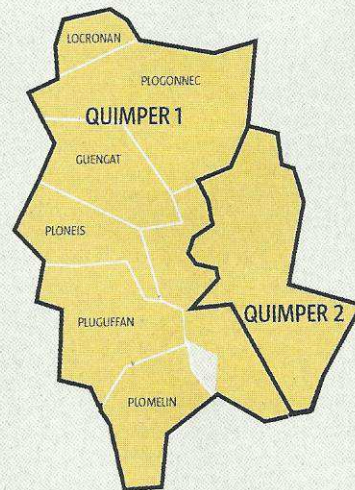 LOCRONAN
PLOGONNEC
QUIMPER 1
GUENGAT
PLONEIS
PLUGUFFAN
QUIMPER 2
PLOMELIN